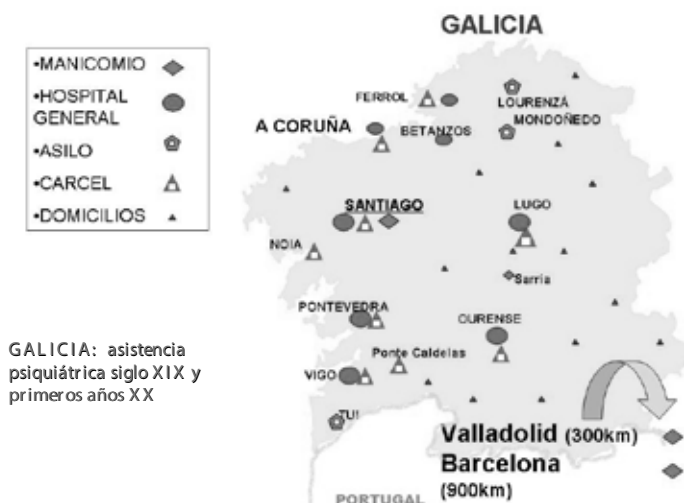 GALICIA
•MANICOMIO
•HOSPITAL
GENERAL
•ASILO
•CARCEL
•DOMICILIOS
FERROL
LOURENZÁ
A CORUÑA
BETANZOS
MONDOÑEDO
SANTIAGO
LUGO
NOIA
Sarria
PONTEVEDRA
OURENSE
Ponte Caldelas
VIGO
TUI
GALICIA: asistencia
psiquiátrica siglo XIX y
primeros años XX
Valladolid (300km)
Barcelona
(900km)
PORTUGAL